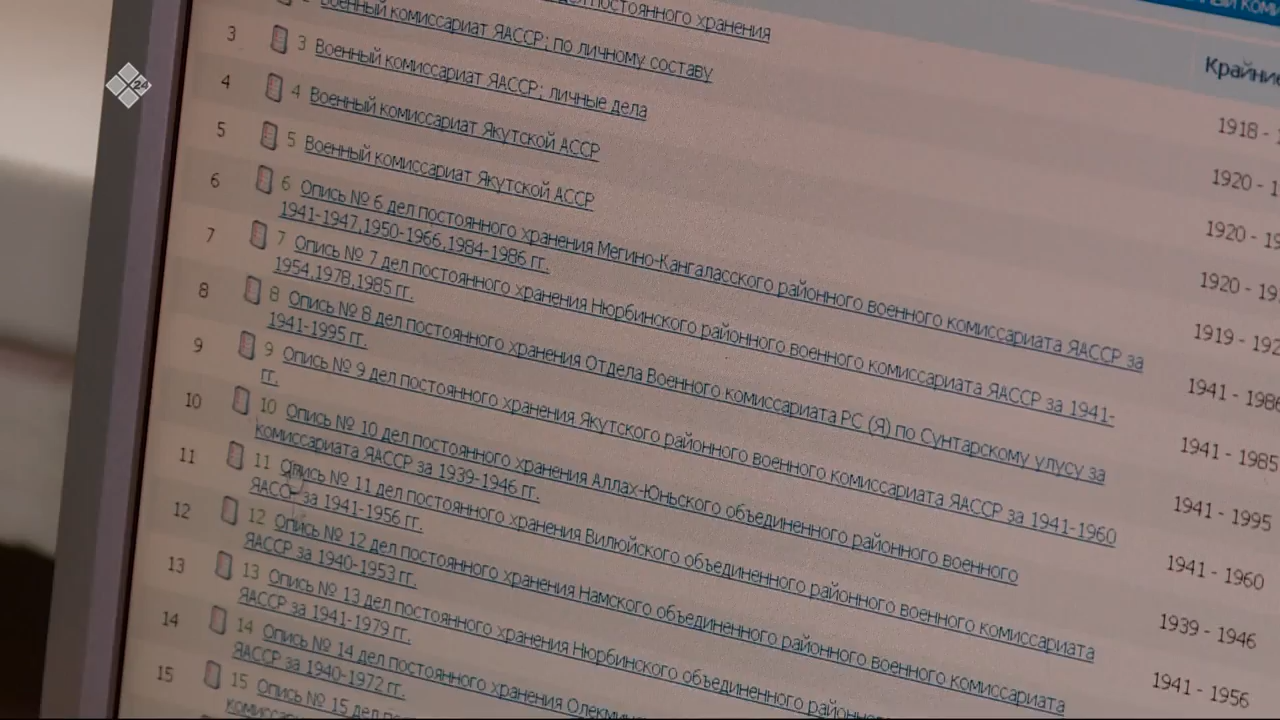 Крайние
постоянного хранения 1918 -
Военный комиссариат ЯАССР; по личному составу 1920 - 1
3 3 Военный комиссариат ЯАССР; личные дела 1920 - 19
4 4 Военный комиссариат Якутской АССР 1920 - 19
5 5 Военный комиссариат Якутской АССР 1919 - 192
6 6 Опись № 6 дел постоянного хранения Мегино-Кангаласского районного военного комиссариата ЯАССР за 1941 - 1986
1941-1947,1950-1966,1984-1986 гг.
7 7 Опись № 7 дел постоянного хранения Нюрбинского районного военного комиссариата ЯАССР за 1941- 1941 - 1985
1954,1978,1985 гг.
8 8 Опись № 8 дел постоянного хранения Отдела Военного комиссариата РС (Я) по Сунтарскому улусу за 1941 - 1995
1941-1995 гг.
9 9 Опись № 9 дел постоянного хранения Якутского районного военного комиссариата ЯАССР за 1941-1960 1941 - 1960
гг.
10 10 Опись № 10 дел постоянного хранения Аллах-Юньского объединенного районного военного 1939 - 1946
комиссариата ЯАССР за 1939-1946 гг.
11 11 Опись № 11 дел постоянного хранения Вилюйского объединенного районного военного комиссариата 1941 - 1956
ЯАССР за 1941-1956 гг.
12 12 Опись № 12 дел постоянного хранения Намского объединенного районного военного комиссариата
ЯАССР за 1940-1953 гг.
13 13 Опись № 13 дел постоянного хранения Нюрбинского объединенного
ЯАССР за 1941-1979 гг.
14 14 Опись № 14 дел постоянного хранения
ЯАССР за 1940-1972 гг.
15 15 Опись № 15 дел